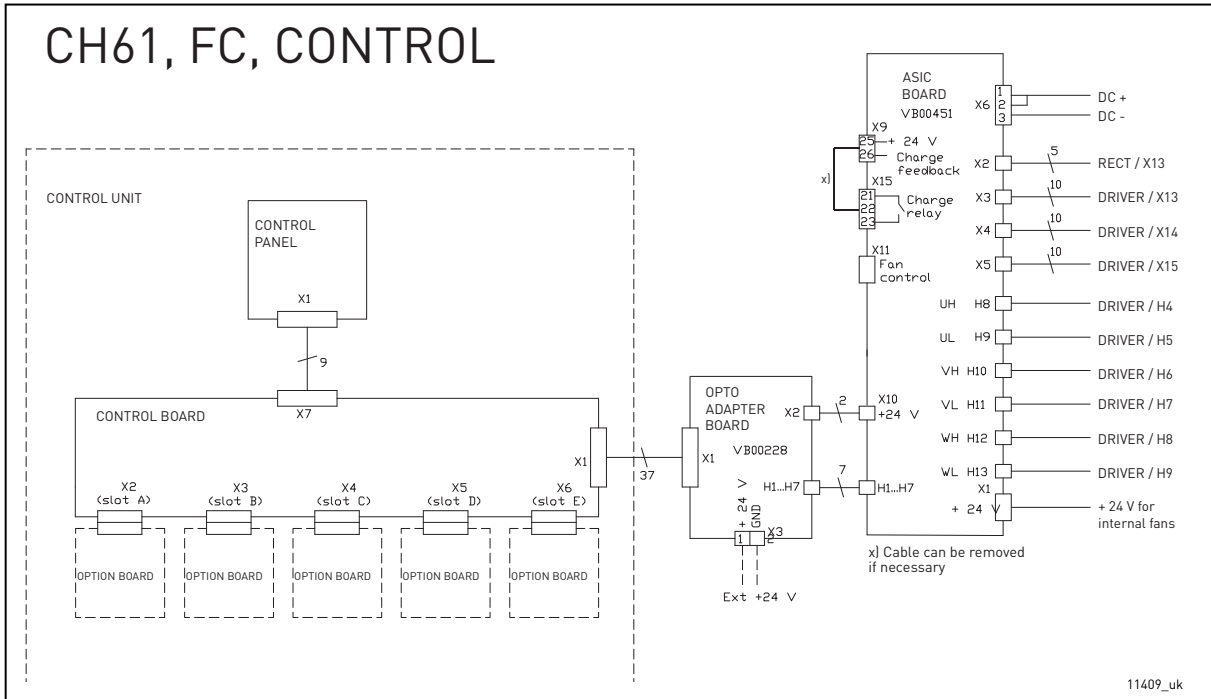 CH61, FC, CONTROL
CONTROL UNIT
CONTROL
PANEL
X1
9
X7
CONTROL BOARD
X1
37
X2
(slot A)
X3
(slot B)
X4
(slot C)
X5
(slot D)
X6
(slot E)
OPTION BOARD
OPTION BOARD
OPTION BOARD
OPTION BOARD
OPTION BOARD
OPTO
ADAPTER
BOARD
VB00228
X1
X2
2
H1...H7
7
+ 24 V
GND
X3
1
2
Ext +24 V
ASIC
BOARD
VB00451
X9
25
+ 24 V
26
Charge
feedback
x)
X15
21
22
23
Charge
relay
X11
Fan
control
X10
+24 V
H1...H7
X6
1
2
3
DC +
DC -
X2
5
RECT / X13
X3
10
DRIVER / X13
X4
10
DRIVER / X14
X5
10
DRIVER / X15
UH H8
DRIVER / H4
UL H9
DRIVER / H5
VH H10
DRIVER / H6
VL H11
DRIVER / H7
WH H12
DRIVER / H8
WL H13
DRIVER / H9
X1
+ 24 V
+ 24 V for
internal fans
x) Cable can be removed
if necessary
11409_uk